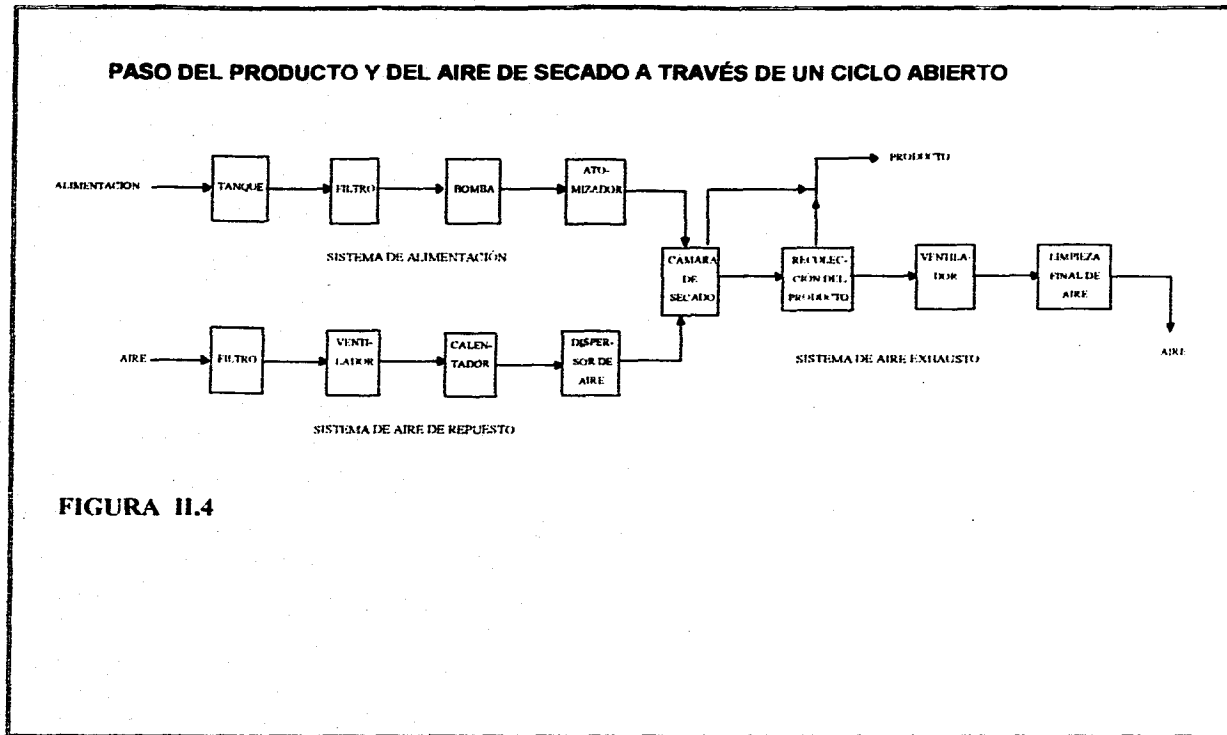 PASO DEL PRODUCTO Y DEL AIRE DE SECADO A TRAVÉS DE UN CICLO ABIERTO
PRODUCTO
ALIMENTACION
TANQUE
FILTRO
BOMBA
ATO-
MIZADOR
SISTEMA DE ALIMENTACIÓN
CAMARA
DE
SECADO
RECOLEC-
CIÓN DEL
PRODUCTO
VENTILA-
DOR
LIMPIEZA
FINAL DE
AIRE
AIRE
FILTRO
VENTI-
LADOR
CALEN-
TADOR
DISPER-
SOR DE
AIRE
SISTEMA DE AIRE EXHAUSTO
AIRE
SISTEMA DE AIRE DE REPUESTO
FIGURA II.4